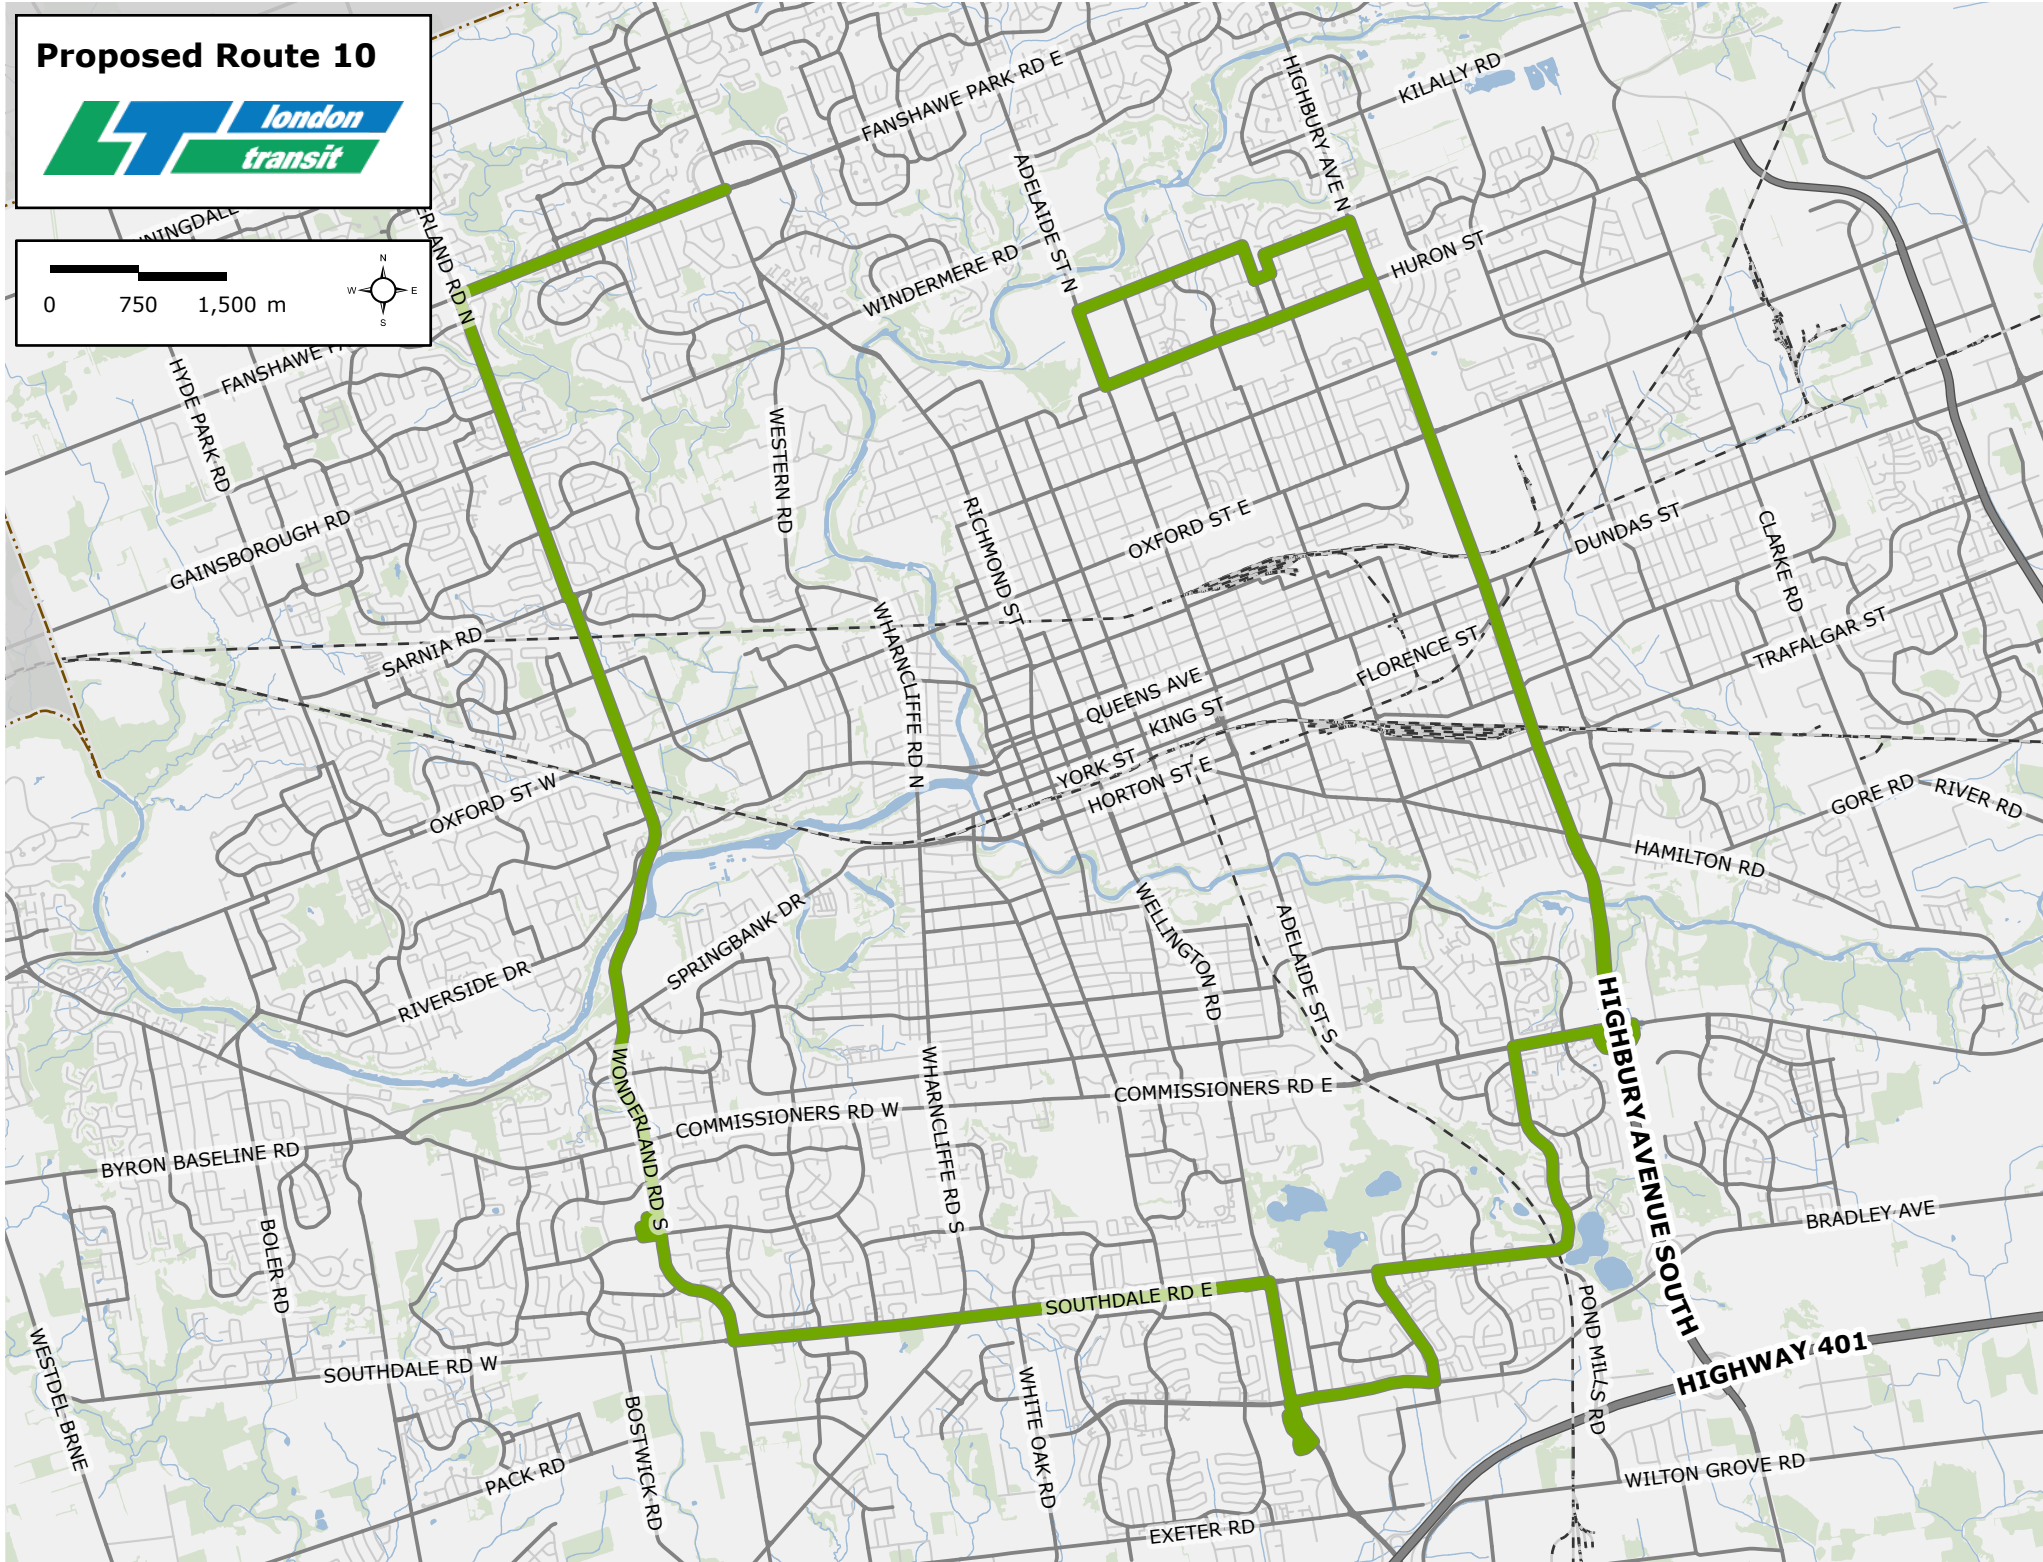 Proposed Route 10
london
transit
0 750 1,500 m
N
W E
S
FANSHAWE PARK RD E
HIGHBURY AVE N
KILALLY RD
ADELAIDE ST N
HURON ST
WINDERMERE RD
HYDE PARK RD
WESTERN RD
GAINSBOROUGH RD
RICHMOND ST
OXFORD ST E
DUNDAS ST
CLARKE RD
SARNIA RD
WHARNCLIFFE RD N
FLORENCE ST
TRAFALGAR ST
QUEENS AVE
KING ST
YORK ST
HORTON ST E
OXFORD ST W
GORE RD
RIVER RD
HAMILTON RD
SPRINGBANK DR
WELLINGTON RD
ADELAIDE ST S
RIVERSIDE DR
HIGHBURY AVENUE SOUTH
WONDERLAND RD S
WHARNCLIFFE RD S
COMMISSIONERS RD E
COMMISSIONERS RD W
BYRON BASELINE RD
BOLER RD
BRADLEY AVE
SOUTHDALE RD E
POND MILLS RD
HIGHWAY 401
WESTDEL BRNE
SOUTHDALE RD W
WHITE OAK RD
BOSTWICK RD
PACK RD
WILTON GROVE RD
EXETER RD